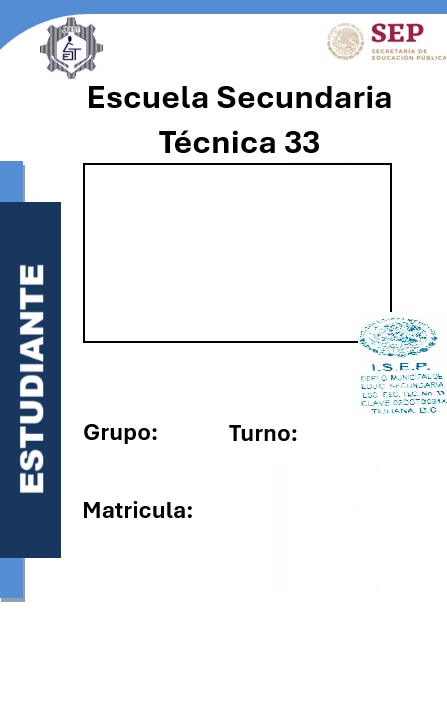 SEP
SECRETARÍA DE
EDUCACIÓN PÚBLICA
Escuela Secundaria
Técnica 33
ESTUDIANTE
I.S.E.P.
DEPTO. MUNICIPAL DE
EDUC. SECUNDARIA
ESC. SEC. TEC. No. 33
CLAVE
TIJUANA, B.C.
Grupo:
Turno:
Matricula: